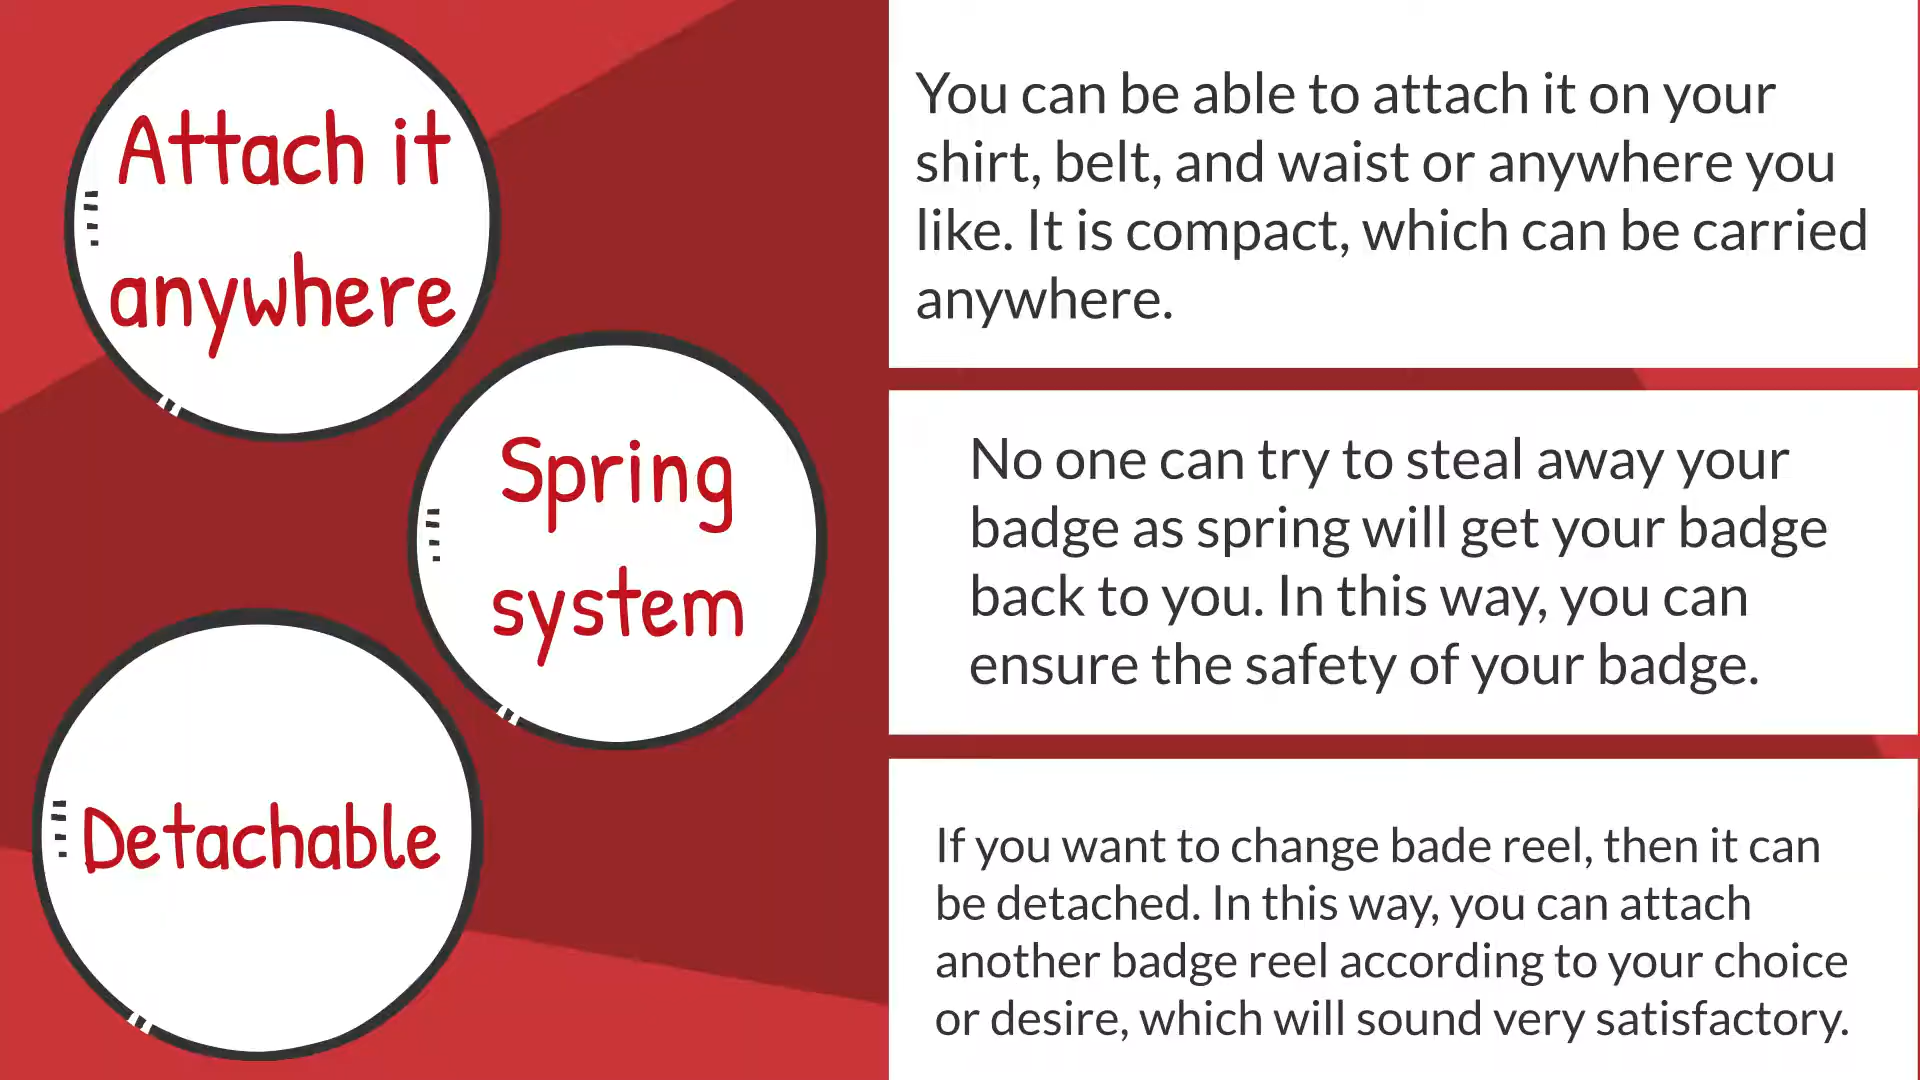 Attach it
anywhere
You can be able to attach it on your
shirt, belt, and waist or anywhere you
like. It is compact, which can be carried
anywhere.
Spring
system
No one can try to steal away your
badge as spring will get your badge
back to you. In this way, you can
ensure the safety of your badge.
Detachable
If you want to change bade reel, then it can
be detached. In this way, you can attach
another badge reel according to your choice
or desire, which will sound very satisfactory.